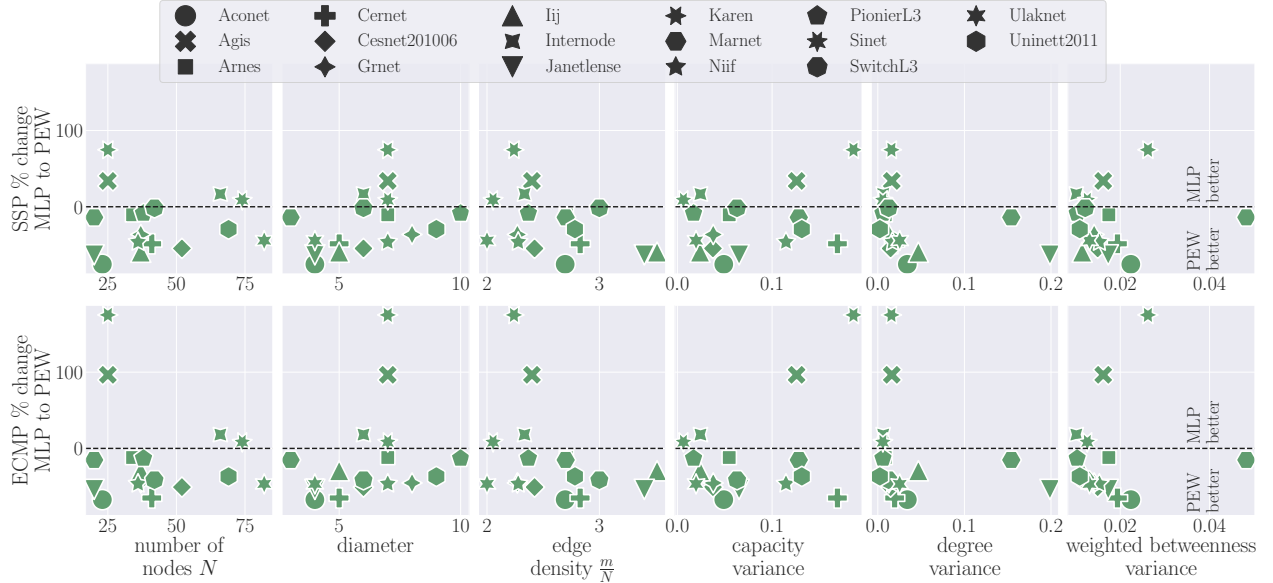 Aconet Cernet Iij Karen PionierL3 Ulaknet
Agis Cesnet201006 Internode Marnet Sinet Uninett2011
Arnes Grnet Janetlense Niif SwitchL3
SSP % change
MLP to PEW
100
0
MLP
better
PEW
better
25 50 75 5 10 2 3 0.0 0.1 0.0 0.1 0.2 0.02 0.04
ECMP % change
MLP to PEW
100
0
MLP
better
PEW
better
25 50 75 5 10 2 3 0.0 0.1 0.0 0.1 0.2 0.02 0.04
number of
nodes N
diameter
edge
density m/N
capacity
variance
degree
variance
weighted betweenness
variance